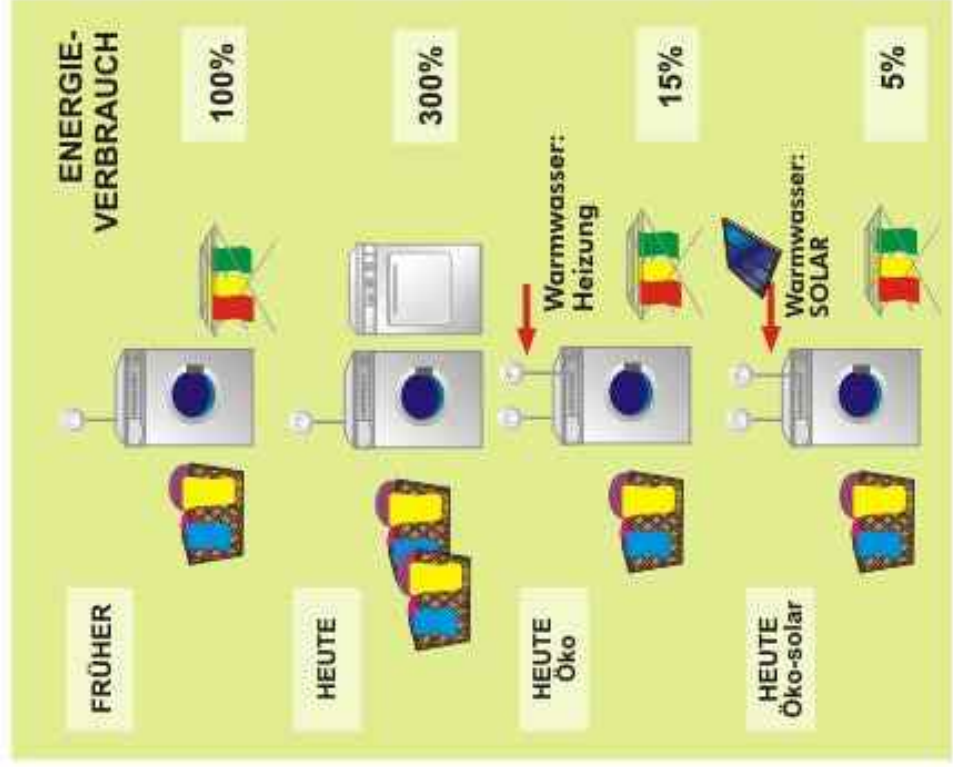 ENERGIE-
VERBRAUCH
FRÜHER
100%
HEUTE
300%
HEUTE
Öko
Warmwasser:
Heizung
15%
HEUTE
Öko-solar
Warmwasser:
SOLAR
5%